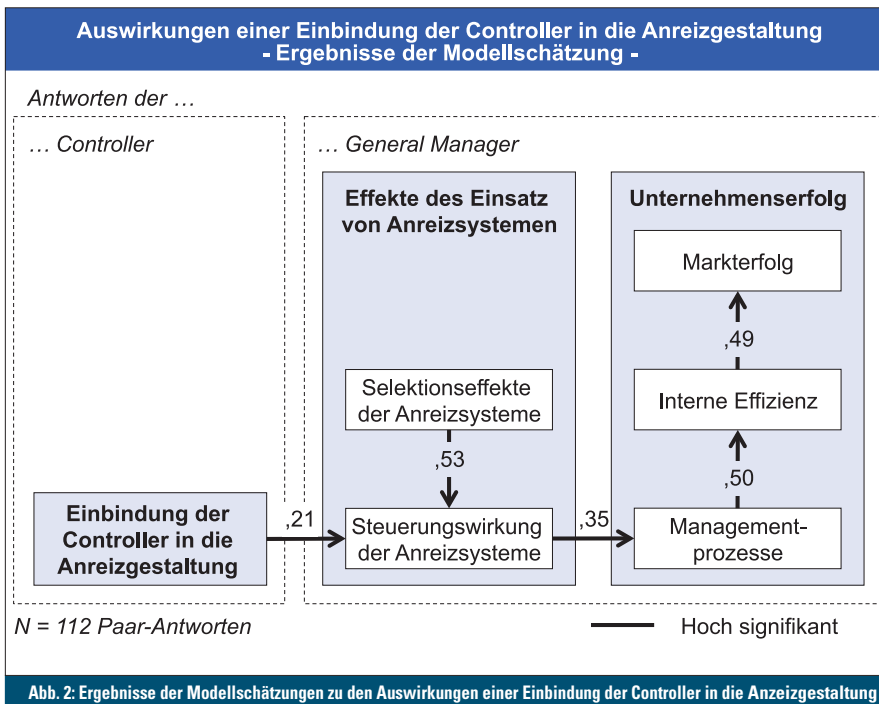 Auswirkungen einer Einbindung der Controller in die Anreizgestaltung
- Ergebnisse der Modellschätzung -
Antworten der …
… Controller
… General Manager
Effekte des Einsatz
von Anreizsystemen
Unternehmenserfolg
Markterfolg
,49
Selektionseffekte
der Anreizsysteme
Interne Effizienz
,53
,50
Einbindung der
Controller in die
Anreizgestaltung
,21
Steuerungswirkung
der Anreizsysteme
,35
Management-
prozesse
N = 112 Paar-Antworten
Hoch signifikant
Abb. 2: Ergebnisse der Modellschätzungen zu den Auswirkungen einer Einbindung der Controller in die Anzeizgestaltung